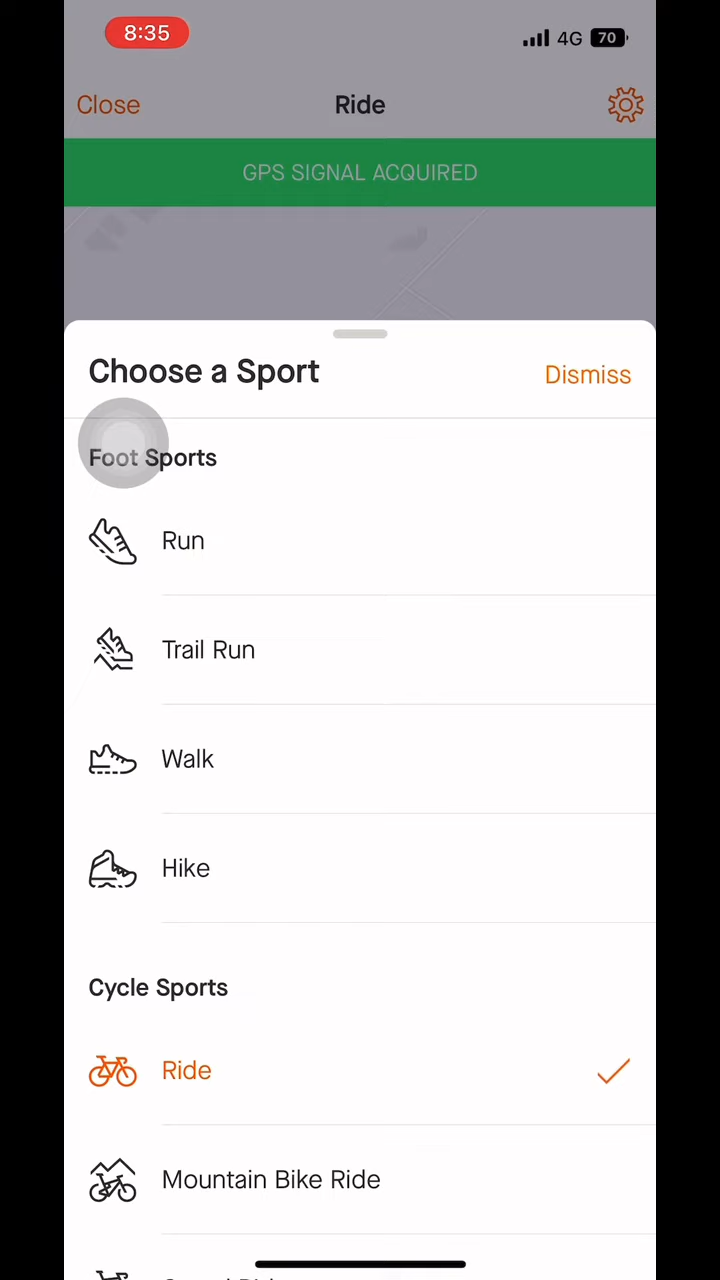 8:35
4G 70
Close
Ride
GPS SIGNAL ACQUIRED
Choose a Sport
Dismiss
Foot Sports
Run
Trail Run
Walk
Hike
Cycle Sports
Ride
Mountain Bike Ride